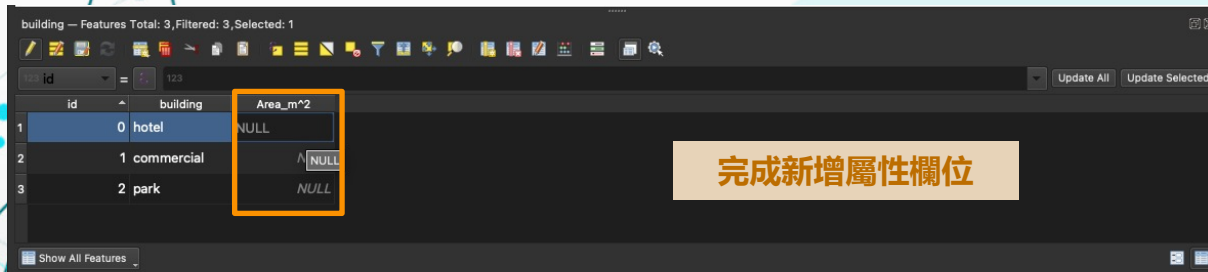 building — Features Total: 3,Filtered: 3,Selected: 1
123 id = 123 Update All Update Selected
id building Area_m^2
1 0 hotel NULL
2 1 commercial N NULL
3 2 park NULL
完成新增屬性欄位
Show All Features